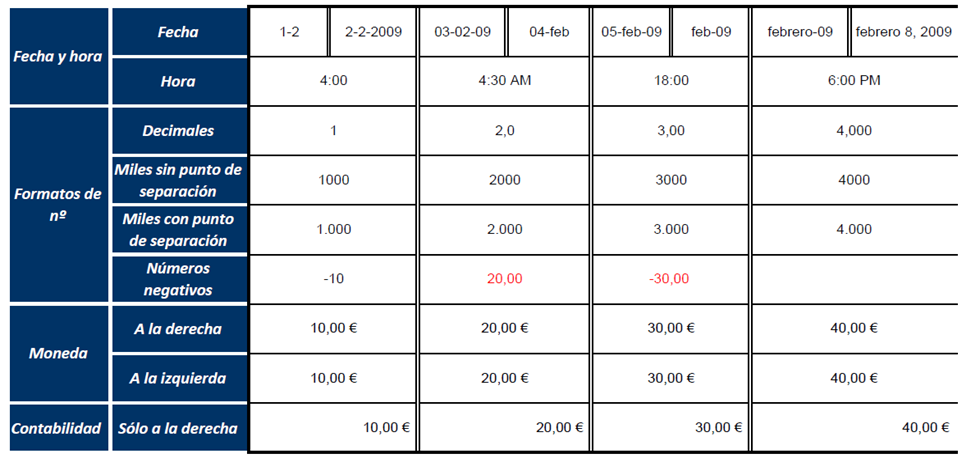 Fecha y hora
Fecha
1-2
2-2-2009
03-02-09
04-feb
05-feb-09
feb-09
febrero-09
febrero 8, 2009
Hora
4:00
4:30 AM
18:00
6:00 PM
Formatos de
nº
Decimales
1
2,0
3,00
4,000
Miles sin punto de
separación
1000
2000
3000
4000
Miles con punto
de separación
1.000
2.000
3.000
4.000
Números
negativos
-10
20,00
-30,00
Moneda
A la derecha
10,00 €
20,00 €
30,00 €
40,00 €
A la izquierda
10,00 €
20,00 €
30,00 €
40,00 €
Contabilidad
Sólo a la derecha
10,00 €
20,00 €
30,00 €
40,00 €